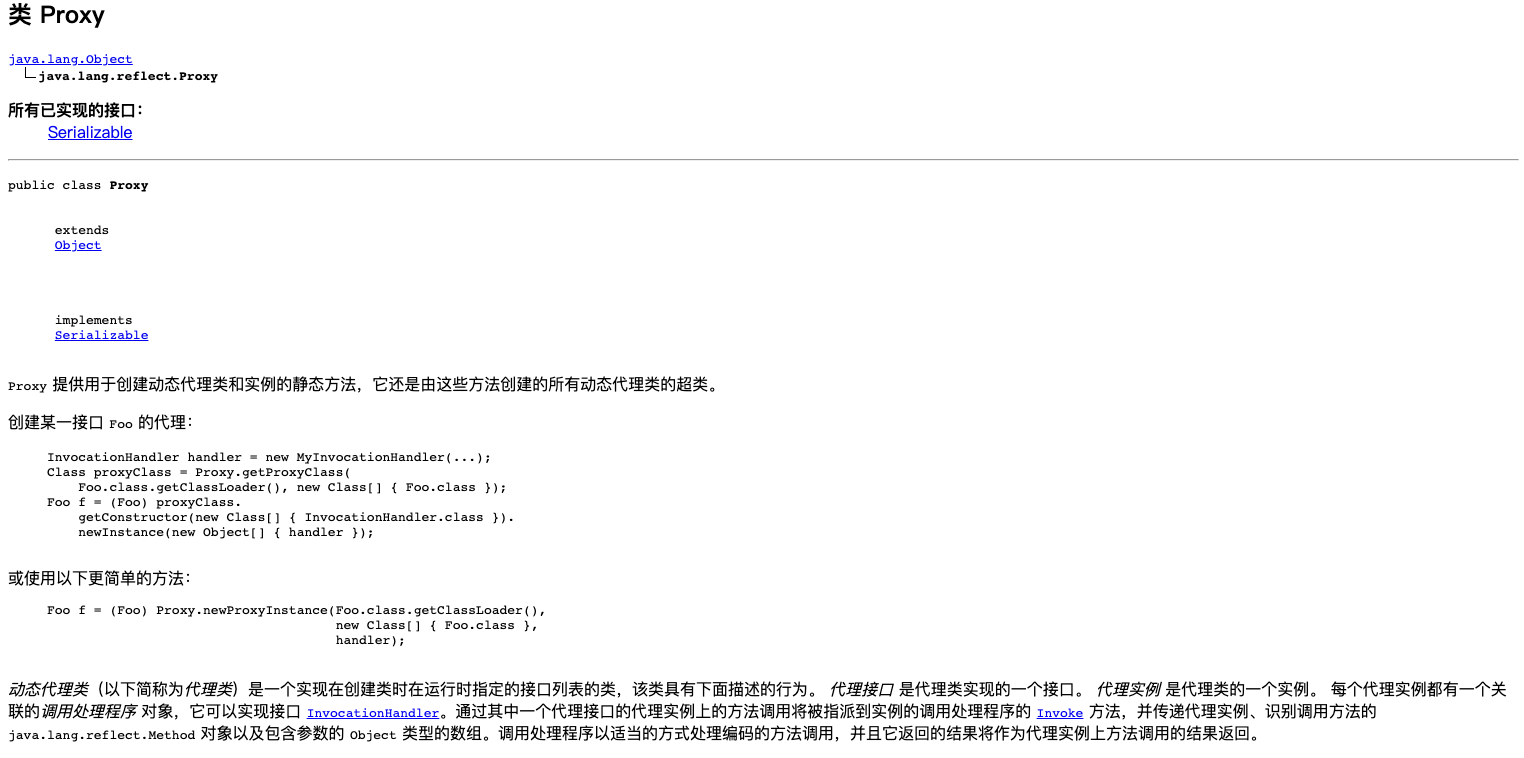 类 Proxy
java.lang.Object
java.lang.reflect.Proxy
所有已实现的接口：
Serializable
public class Proxy
extends
Object
implements
Serializable
Proxy 提供用于创建动态代理类和实例的静态方法，它还是由这些方法创建的所有动态代理类的超类。
创建某一接口 Foo 的代理：
InvocationHandler handler = new MyInvocationHandler(...);
Class proxyClass = Proxy.getProxyClass(
Foo.class.getClassLoader(), new Class[] { Foo.class });
Foo f = (Foo) proxyClass.
getConstructor(new Class[] { InvocationHandler.class }).
newInstance(new Object[] { handler });
或使用以下更简单的方法：
Foo f = (Foo) Proxy.newProxyInstance(Foo.class.getClassLoader(),
new Class[] { Foo.class },
handler);
动态代理类（以下简称为代理类）是一个实现在创建类时在运行时指定的接口列表的类，该类具有下面描述的行为。 代理接口 是代理类实现的一个接口。 代理实例 是代理类的一个实例。 每个代理实例都有一个关
联的调用处理程序 对象，它可以实现接口 InvocationHandler。通过其中一个代理接口的代理实例上的方法调用将被指派到实例的调用处理程序的 Invoke 方法，并传递代理实例、识别调用方法的
java.lang.reflect.Method 对象以及包含参数的 Object 类型的数组。调用处理程序以适当的方式处理编码的方法调用，并且它返回的结果将作为代理实例上方法调用的结果返回。